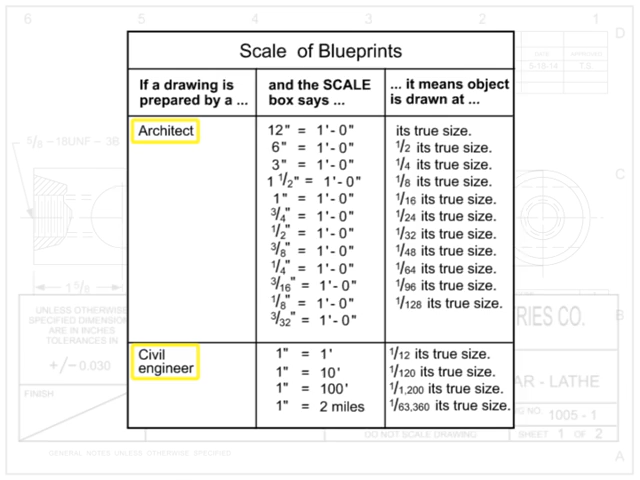 6 5 4 3 2 1
D
Scale of Blueprints
DATE APPROVED
5-18-14 T.S.
If a drawing is prepared by a ...
and the SCALE box says ...
... it means object is drawn at ...
Architect 12" = 1'-0" its true size.
6" = 1'-0" 1/2 its true size.
5/8 - 18UNF - 3B
3" = 1'-0" 1/4 its true size.
C
1 1/2" = 1'-0" 1/8 its true size.
1" = 1'-0" 1/16 its true size.
3/4" = 1'-0" 1/24 its true size.
1/2" = 1'-0" 1/32 its true size.
3/8" = 1'-0" 1/48 its true size.
1/4" = 1'-0" 1/64 its true size.
3/16" = 1'-0" 1/96 its true size.
1 5/8
1/8" = 1'-0" 1/128 its true size.
3/32" = 1'-0"
UNLESS OTHERWISE
SPECIFIED DIMENSION
ARE IN INCHES
TOLERANCES IN
+/- 0.030
RIES CO.
B
Civil engineer 1" = 1' 1/12 its true size.
1" = 10' 1/120 its true size.
1" = 100' 1/1,200 its true size.
1" = 2 miles 1/63,360 its true size.
FINISH
AR - LATHE
NO. 1005 - 1
DO NOT SCALE DRAWING
SHEET 1 OF 2
GENERAL NOTES UNLESS OTHERWISE SPECIFIED
A